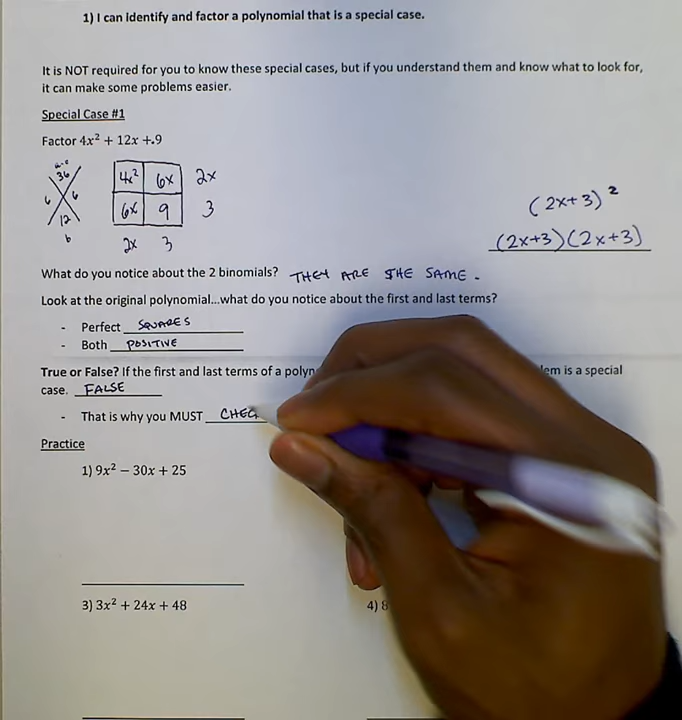 1) I can identify and factor a polynomial that is a special case.
It is NOT required for you to know these special cases, but if you understand them and know what to look for,
it can make some problems easier.
Special Case #1
Factor 4x² + 12x +.9
a·c
36
6 6
12
b
4x² 6x 2x
6x 9 3
2x 3
(2x+3)²
(2x+3)(2x+3)
What do you notice about the 2 binomials? THEY ARE THE SAME.
Look at the original polynomial...what do you notice about the first and last terms?
- Perfect SQUARES
- Both POSITIVE
True or False? If the first and last terms of a is a special
case. FALSE
- That is why you MUST CHEC
Practice
1) 9x² – 30x + 25
3) 3x² + 24x + 48
4) 8